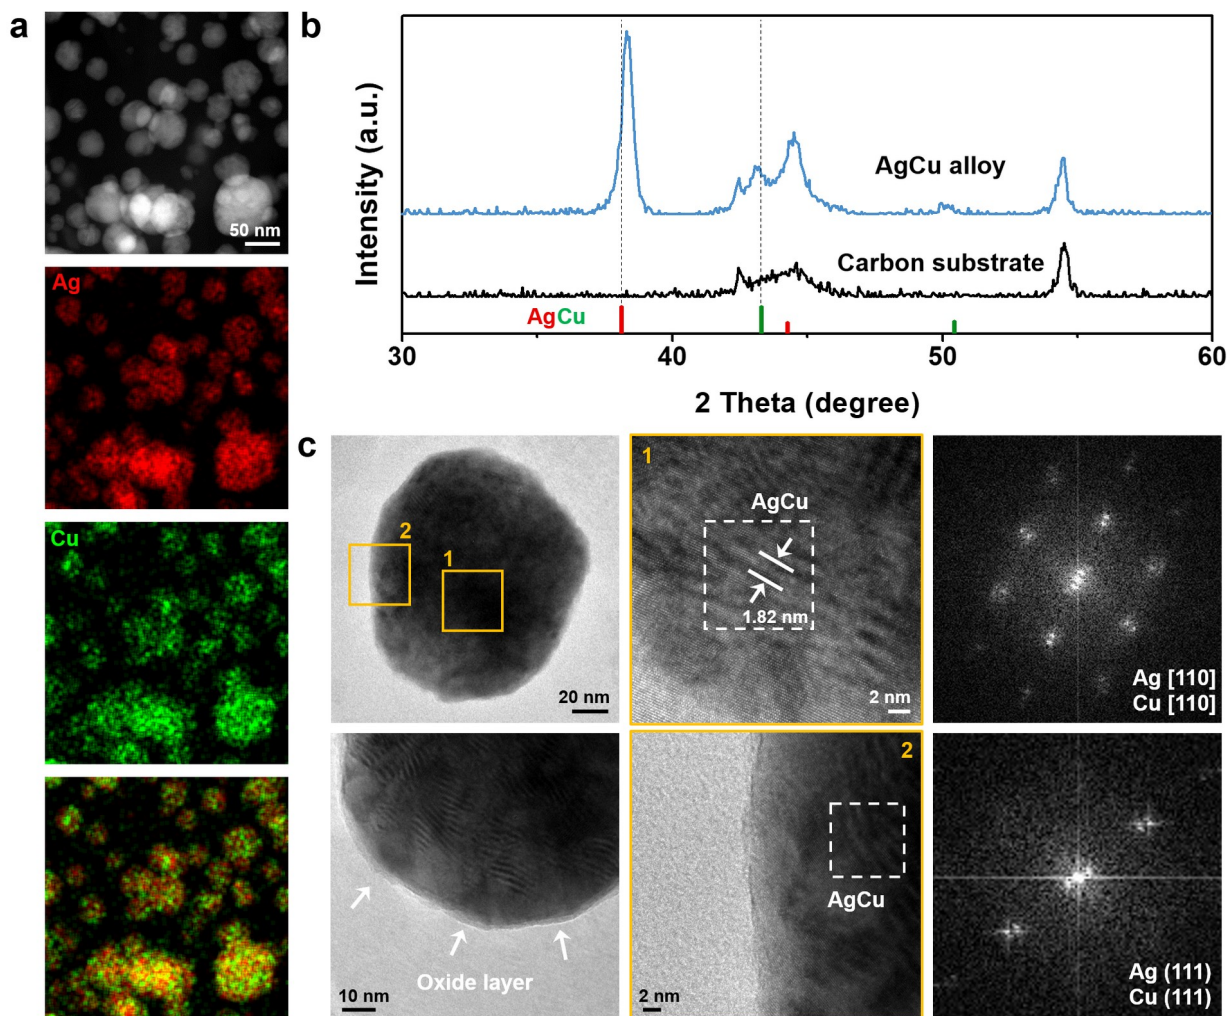 a
50 nm
Ag
Cu
b
Intensity (a.u.)
AgCu alloy
Carbon substrate
AgCu
30
40
50
60
2 Theta (degree)
c
2
1
20 nm
1
AgCu
1.82 nm
2 nm
Ag [110]
Cu [110]
Oxide layer
10 nm
2
AgCu
2 nm
Ag (111)
Cu (111)